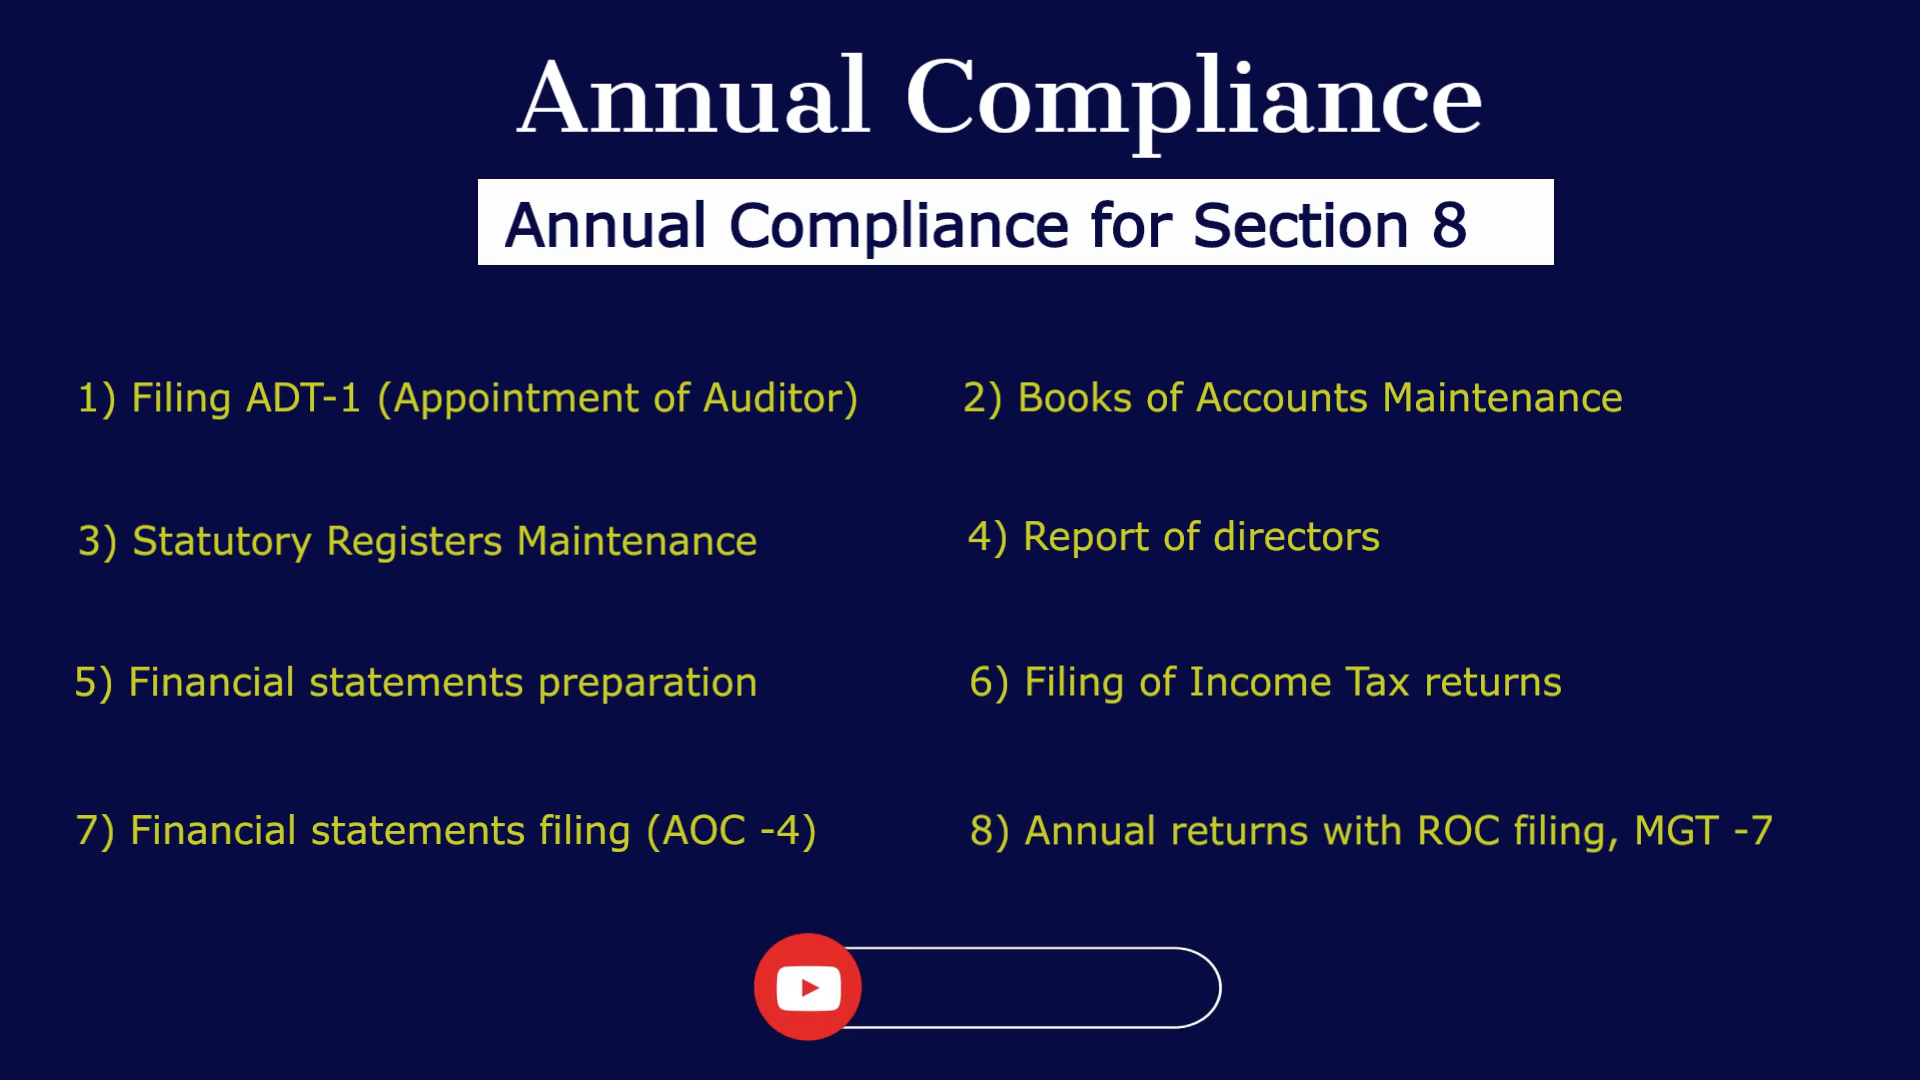 Annual Compliance
Annual Compliance for Section 8
1) Filing ADT-1 (Appointment of Auditor)
2) Books of Accounts Maintenance
3) Statutory Registers Maintenance
4) Report of directors
5) Financial statements preparation
6) Filing of Income Tax returns
7) Financial statements filing (AOC -4)
8) Annual returns with ROC filing, MGT -7